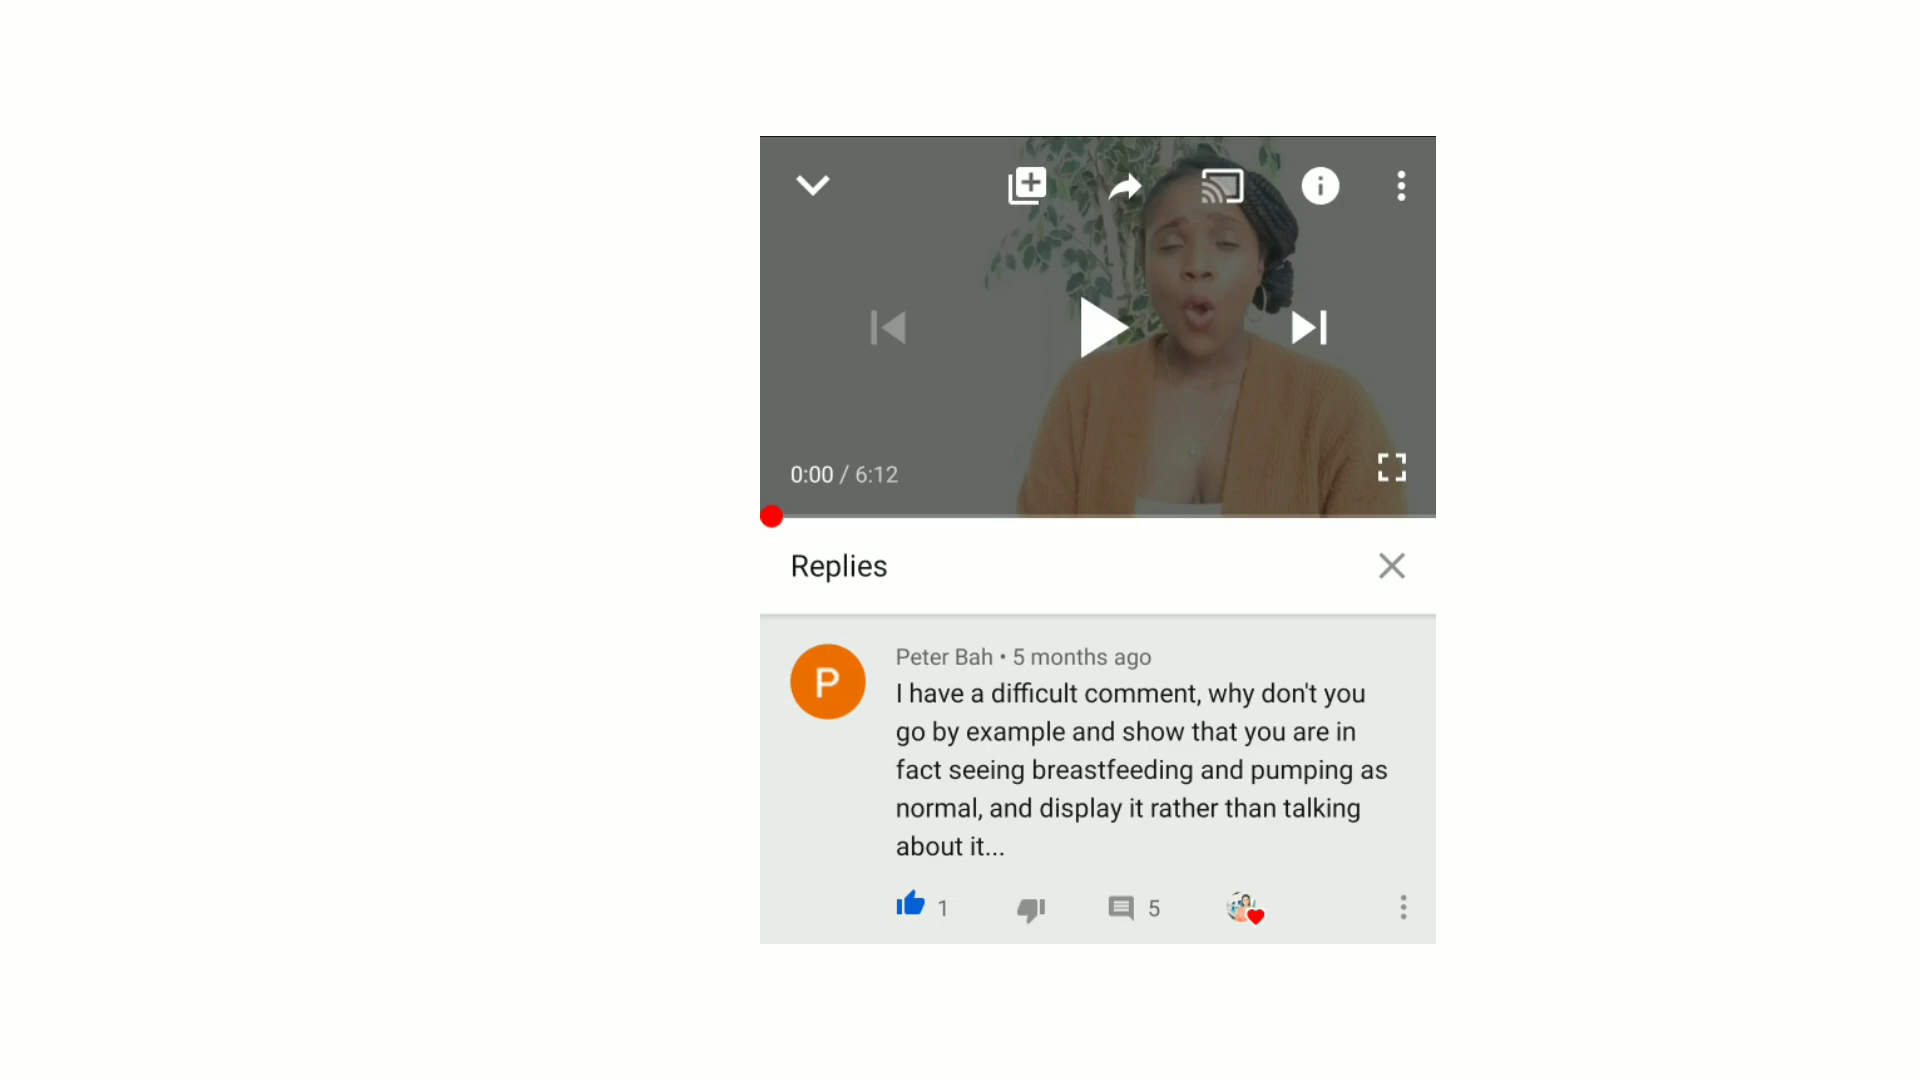 0:00 / 6:12
Replies
P
Peter Bah • 5 months ago
I have a difficult comment, why don't you
go by example and show that you are in
fact seeing breastfeeding and pumping as
normal, and display it rather than talking
about it...
1
5